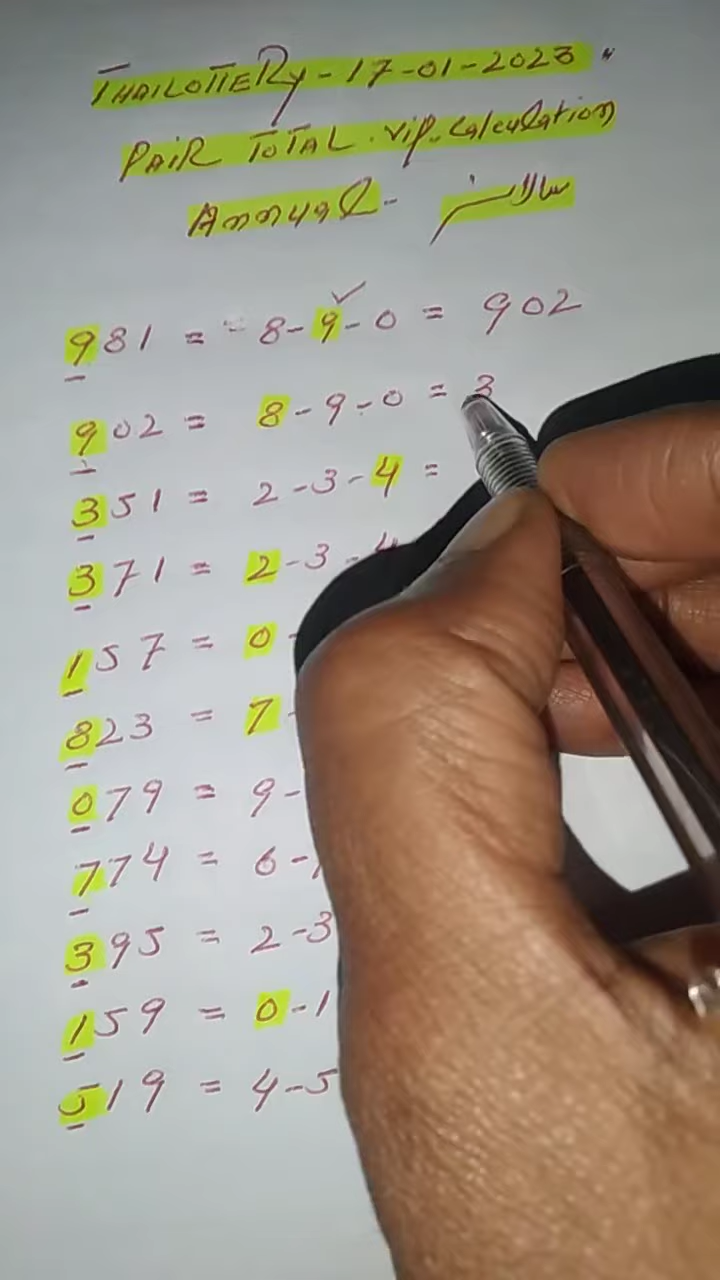 THAILOTTERY-17-01-2023 "
PAIR TOTAL. vip. calculation
Annual- سالانہ
981 = 8-9-0 = 902
902 = 8-9-0 = 3
351 = 2-3-4 =
371 = 2-3-4
157 = 0-
823 = 7-
079 = 9-
774 = 6-
395 = 2-3
159 = 0-1
519 = 4-5